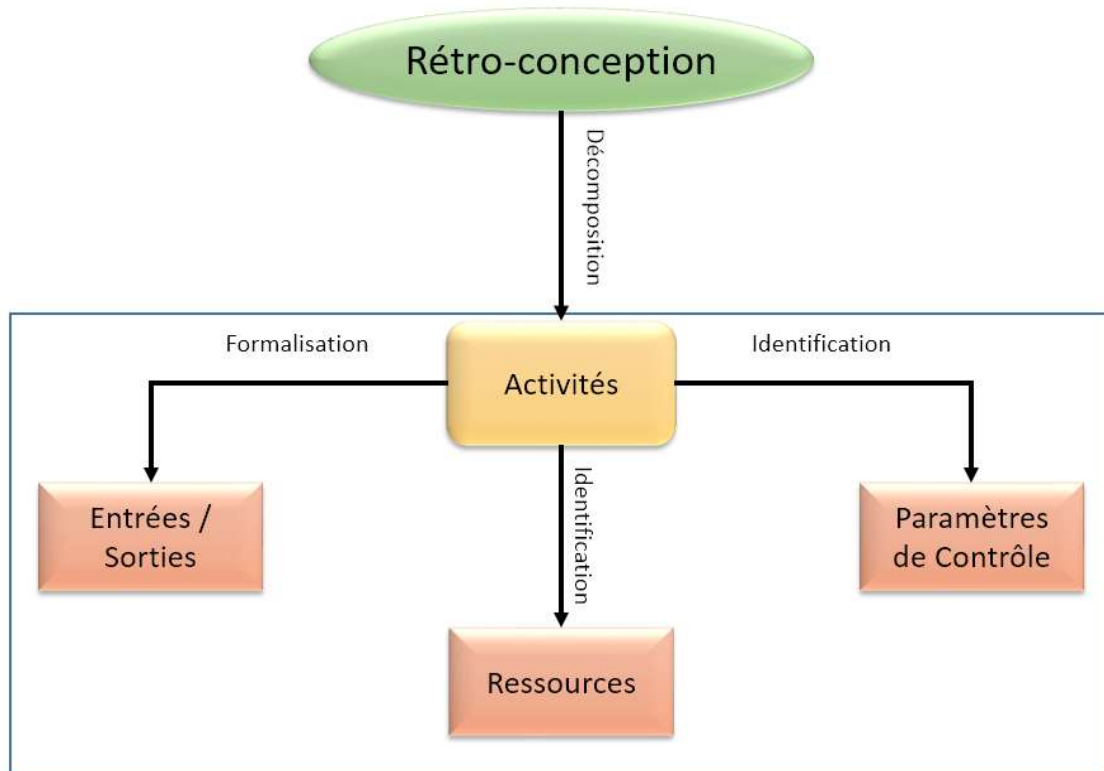 Rétro-conception
Décomposition
Formalisation
Identification
Activités
Entrées /
Sorties
Identification
Paramètres
de Contrôle
Ressources